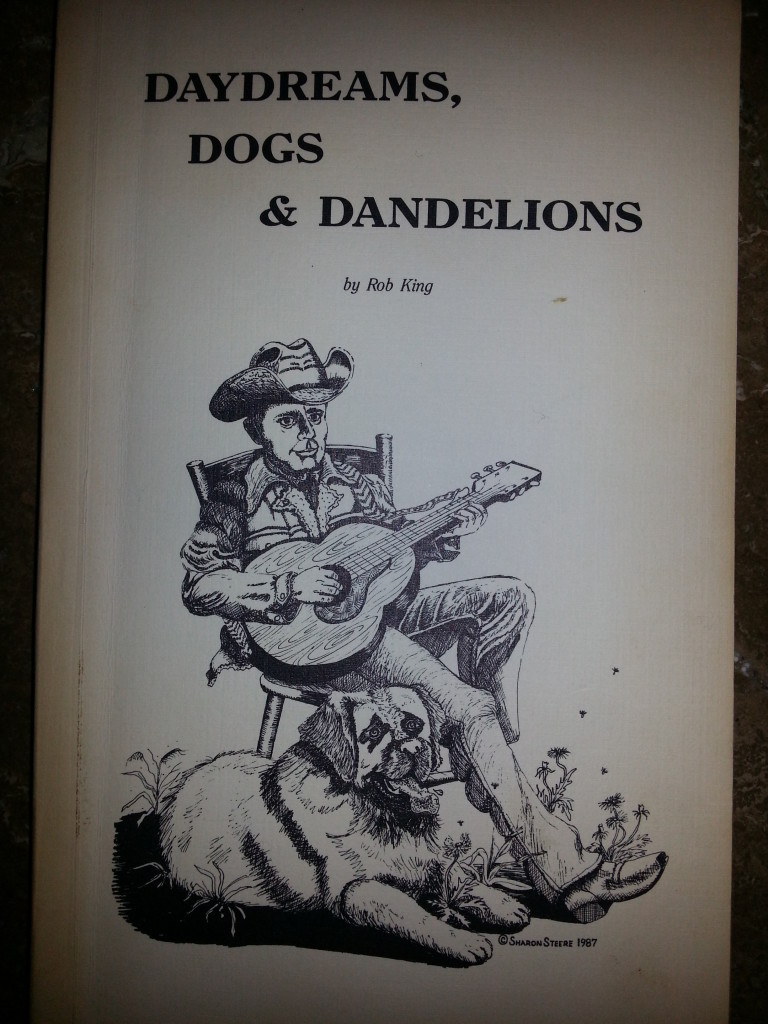 DAYDREAMS,
DOGS
& DANDELIONS
by Rob King
© SHARON STEERE 1987